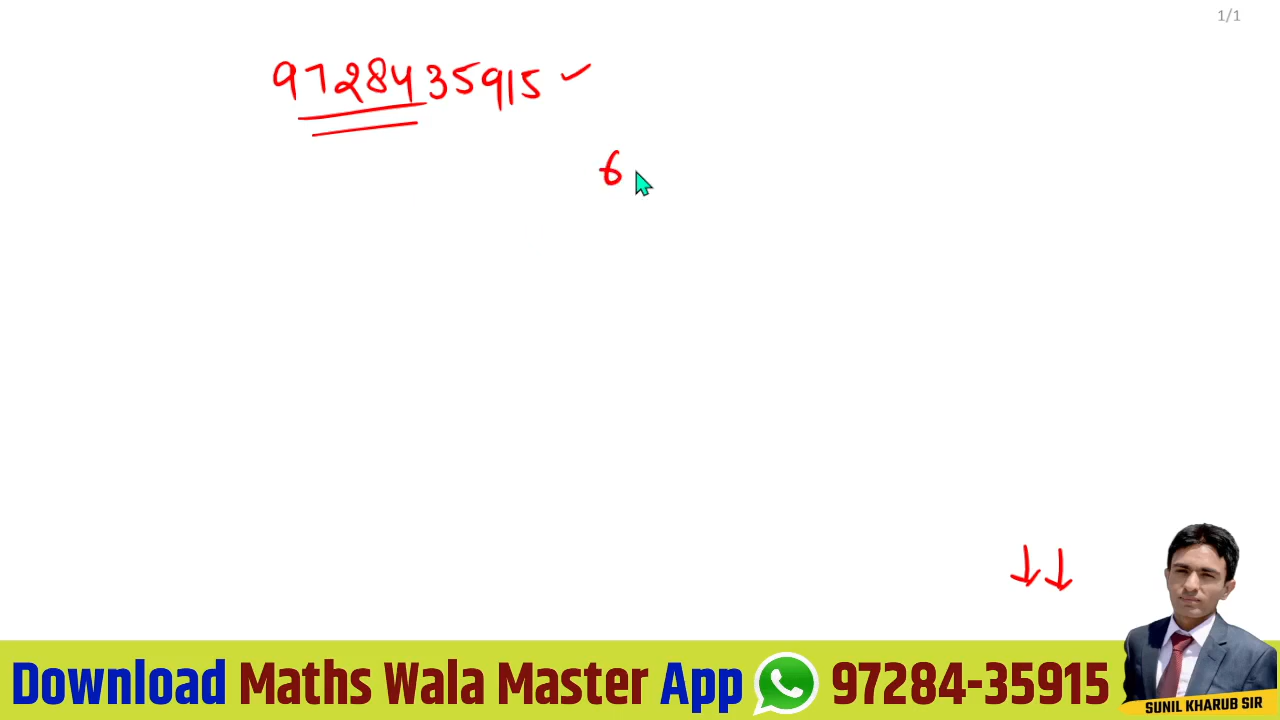 1/1
9728435915
6
Download Maths Wala Master App 97284-35915
SUNIL KHARUB SIR